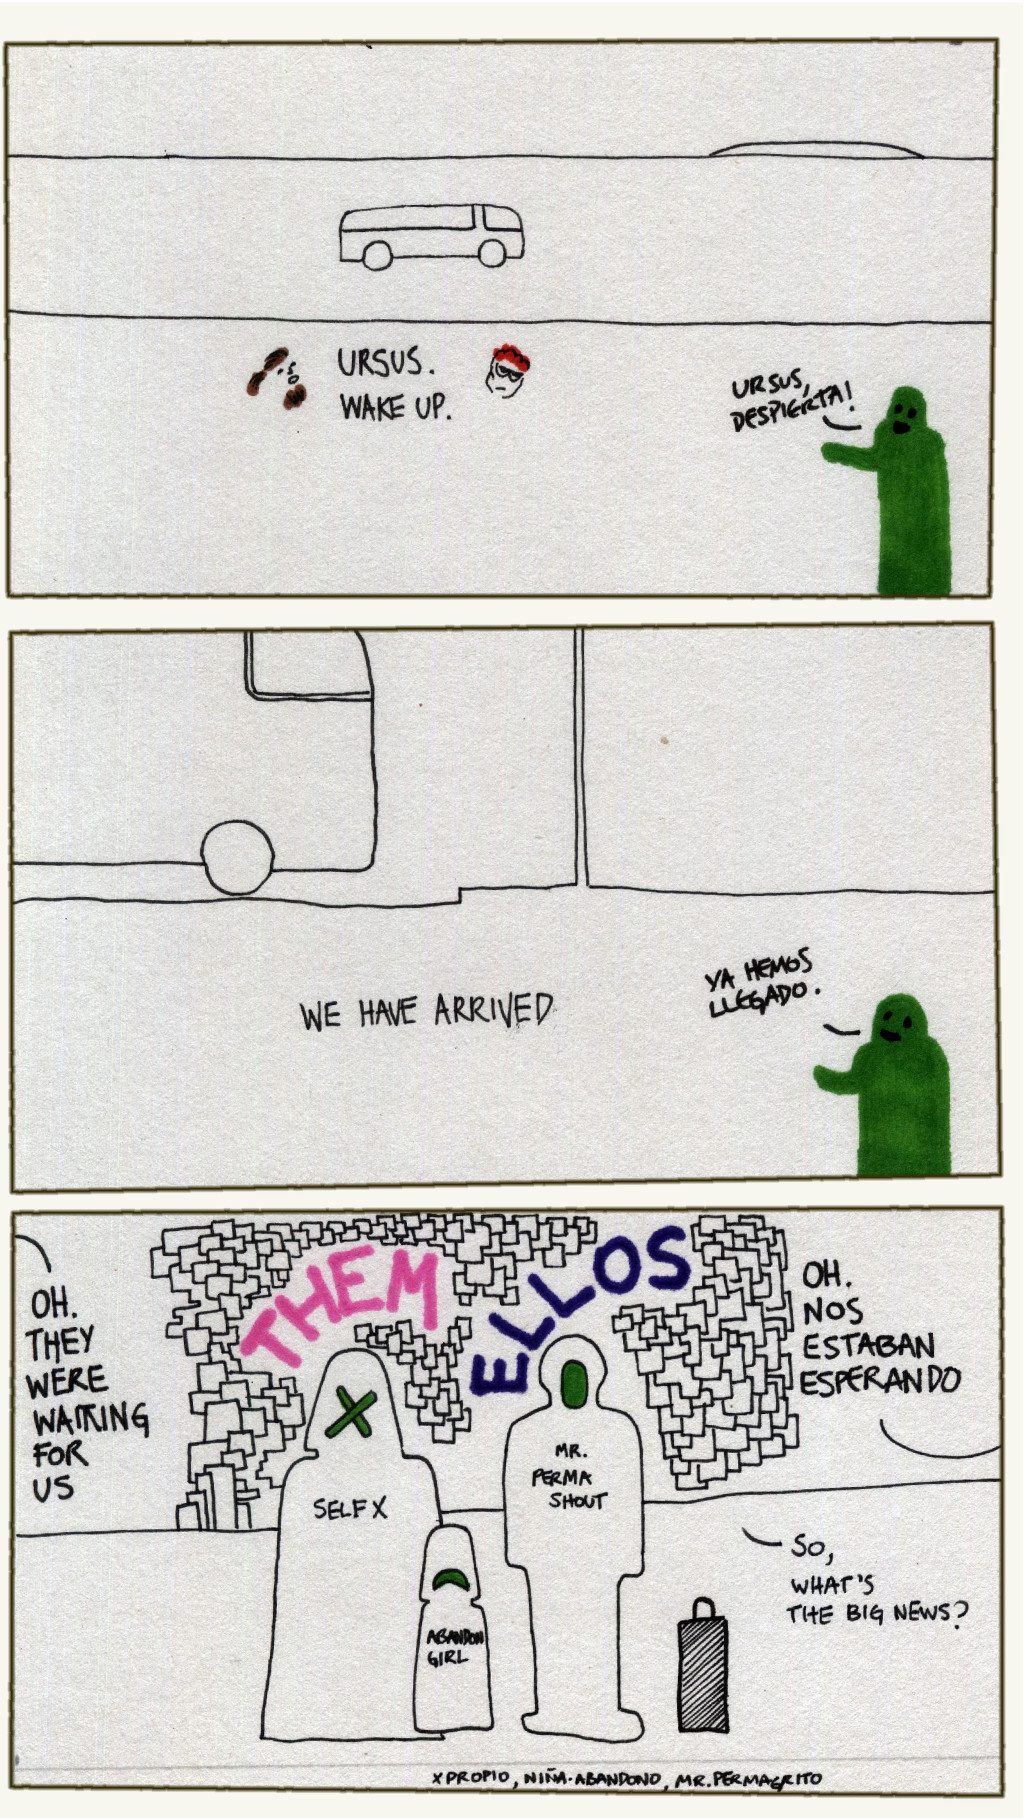 URSUS.
WAKE UP.
URSUS,
DESPIERTA!
WE HAVE ARRIVED
YA HEMOS
LLEGADO.
OH.
THEY
WERE
WAITING
FOR
US
THEM
ELLOS
OH.
NOS
ESTABAN
ESPERANDO
SELF X
ABANDON
GIRL
MR.
PERMA
SHOUT
SO,
WHAT'S
THE BIG NEWS?
X PROPIO, NIÑA-ABANDONO, MR. PERMAGRITO